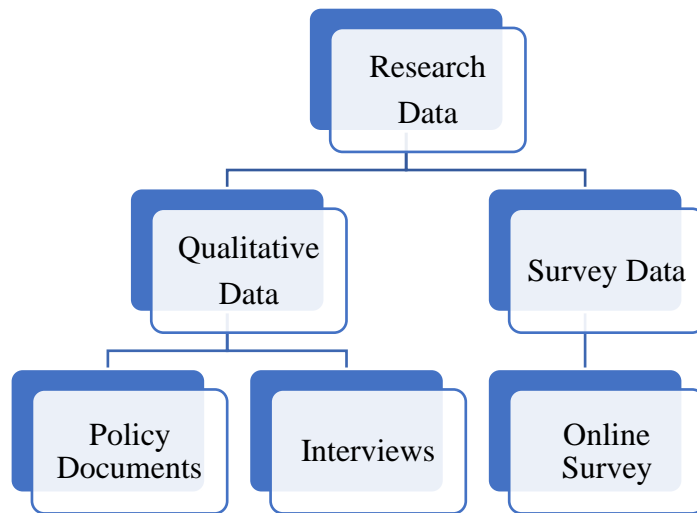 Research
Data
Qualitative
Data
Survey Data
Policy
Documents
Interviews
Online
Survey